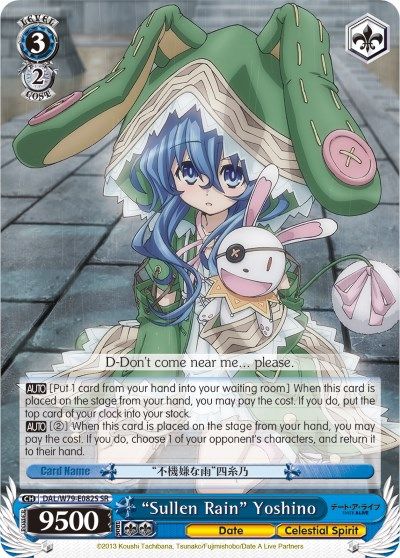 LEVEL
3
2
COST
D-Don't come near me... please.
AUTO [Put 1 card from your hand into your waiting room] When this card is
placed on the stage from your hand, you may pay the cost. If you do, put
the top card of your clock into your stock.
AUTO [②] When this card is placed on the stage from your hand, you may
pay the cost. If you do, choose 1 of your opponent's characters, and return
it to their hand.
Card Name
“不機嫌な雨”四糸乃
CH DAL/W79-E082S SR
“Sullen Rain” Yoshino
デート・ア・ライブ
9500
Date
Celestial Spirit
©2013 Koushi Tachibana, Tsunako/Fujimishobo/Date A Live Partners